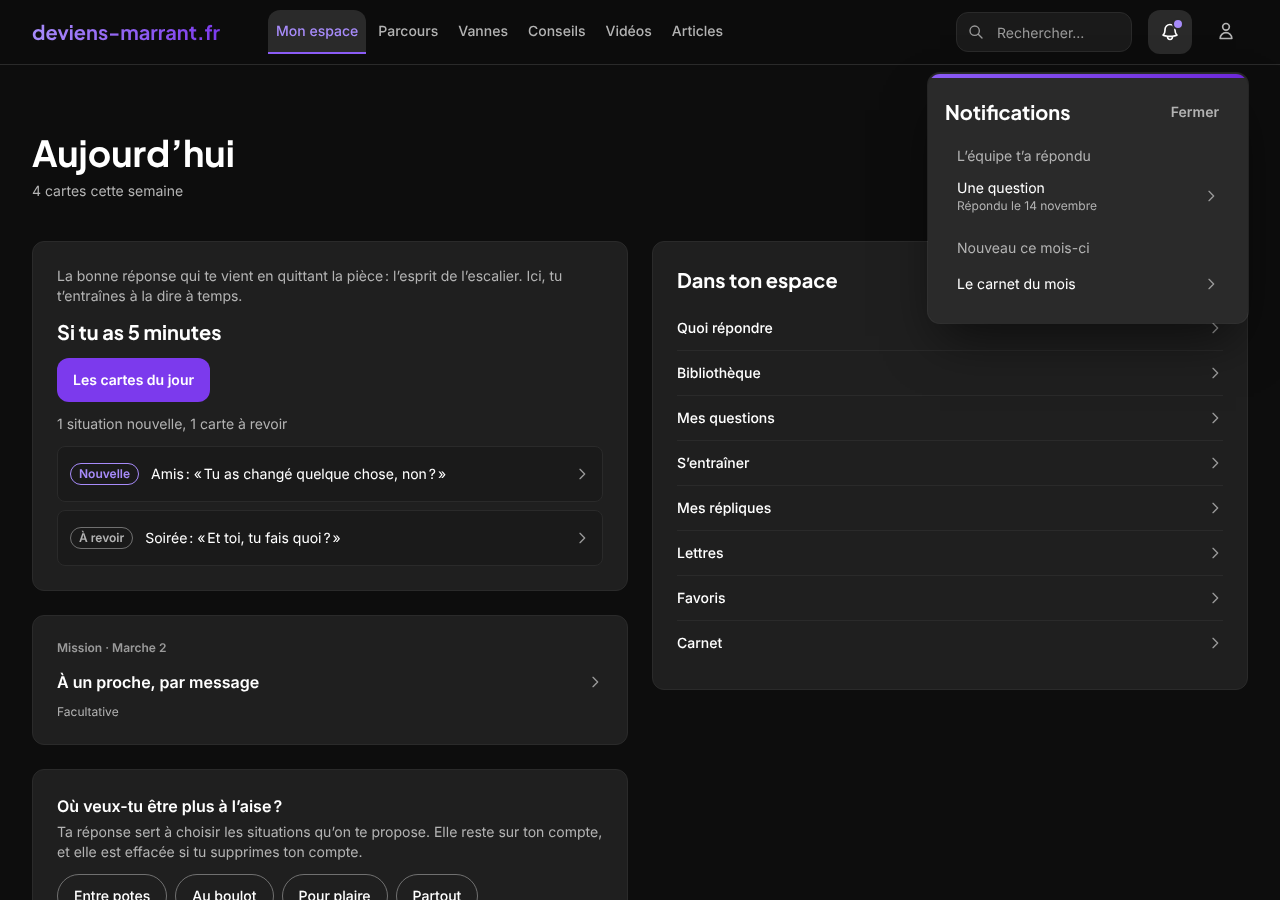 deviens-marrant.fr
Mon espace
Parcours
Vannes
Conseils
Vidéos
Articles
Rechercher…
Notifications
Fermer
L’équipe t’a répondu
Une question
Répondu le 14 novembre
Nouveau ce mois-ci
Le carnet du mois
Aujourd’hui
4 cartes cette semaine
La bonne réponse qui te vient en quittant la pièce : l’esprit de l’escalier. Ici, tu
t’entraînes à la dire à temps.
Si tu as 5 minutes
Les cartes du jour
1 situation nouvelle, 1 carte à revoir
Nouvelle
Amis : « Tu as changé quelque chose, non ? »
À revoir
Soirée : « Et toi, tu fais quoi ? »
Mission · Marche 2
À un proche, par message
Facultative
Où veux-tu être plus à l’aise ?
Ta réponse sert à choisir les situations qu’on te propose. Elle reste sur ton compte,
et elle est effacée si tu supprimes ton compte.
Entre potes
Au boulot
Pour plaire
Partout
Dans ton espace
Quoi répondre
Bibliothèque
Mes questions
S’entraîner
Mes répliques
Lettres
Favoris
Carnet